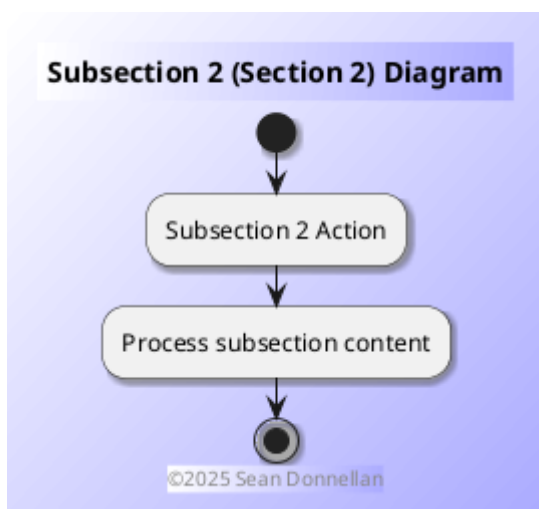 Subsection 2 (Section 2) Diagram
Subsection 2 Action
Process subsection content
©2025 Sean Donnellan